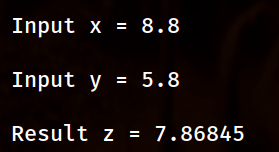 Input x = 8.8
Input y = 5.8
Result z = 7.86845